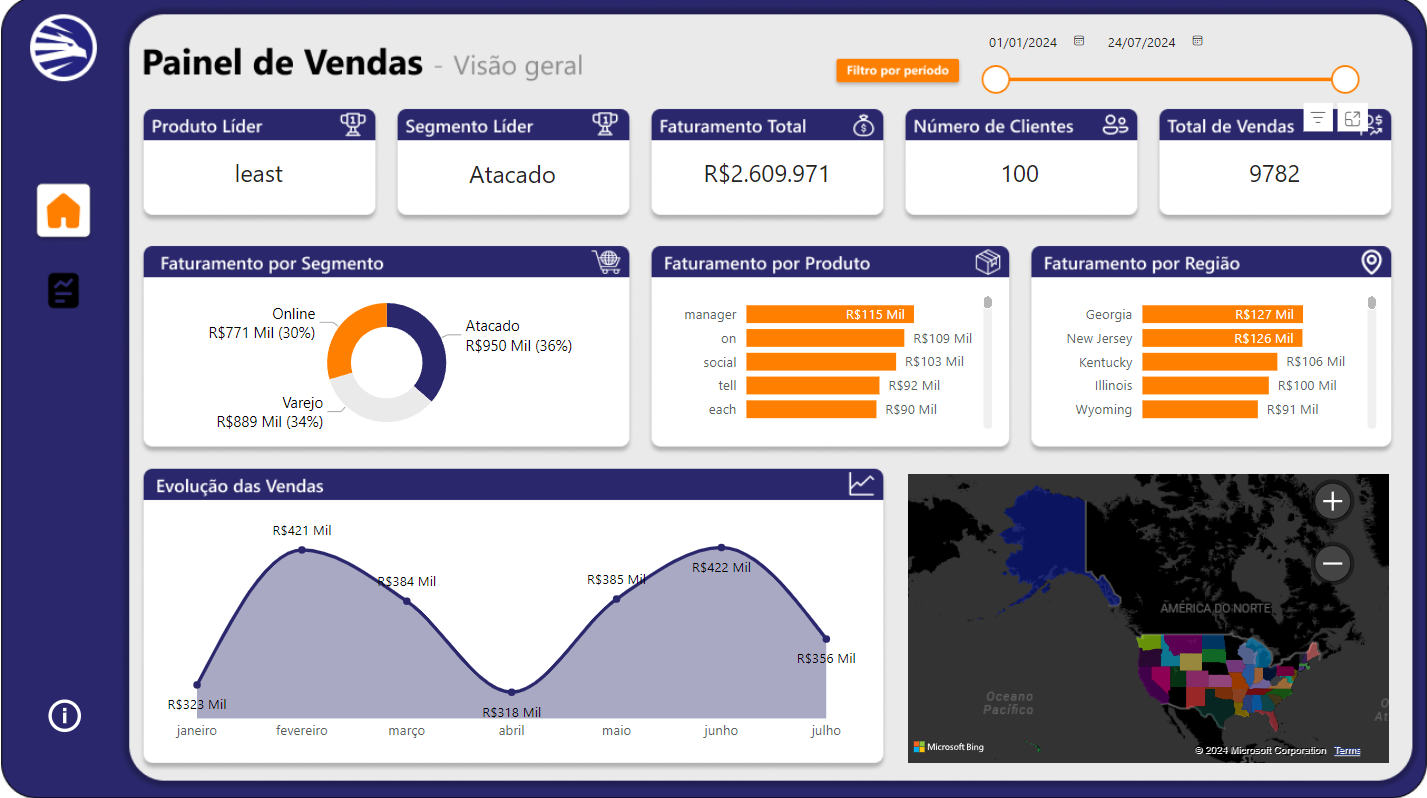 Painel de Vendas - Visão geral
Filtro por período
01/01/2024
24/07/2024
Produto Líder
least
Segmento Líder
Atacado
Faturamento Total
R$2.609.971
Número de Clientes
100
Total de Vendas
9782
Faturamento por Segmento
Online
R$771 Mil (30%)
Atacado
R$950 Mil (36%)
Varejo
R$889 Mil (34%)
Faturamento por Produto
manager R$115 Mil
on R$109 Mil
social R$103 Mil
tell R$92 Mil
each R$90 Mil
Faturamento por Região
Georgia R$127 Mil
New Jersey R$126 Mil
Kentucky R$106 Mil
Illinois R$100 Mil
Wyoming R$91 Mil
Evolução das Vendas
R$323 Mil
R$421 Mil
R$384 Mil
R$318 Mil
R$385 Mil
R$422 Mil
R$356 Mil
janeiro fevereiro março abril maio junho julho
AMÉRICA DO NORTE
Oceano
Pacífico
O
At
Microsoft Bing
© 2024 Microsoft Corporation Terms